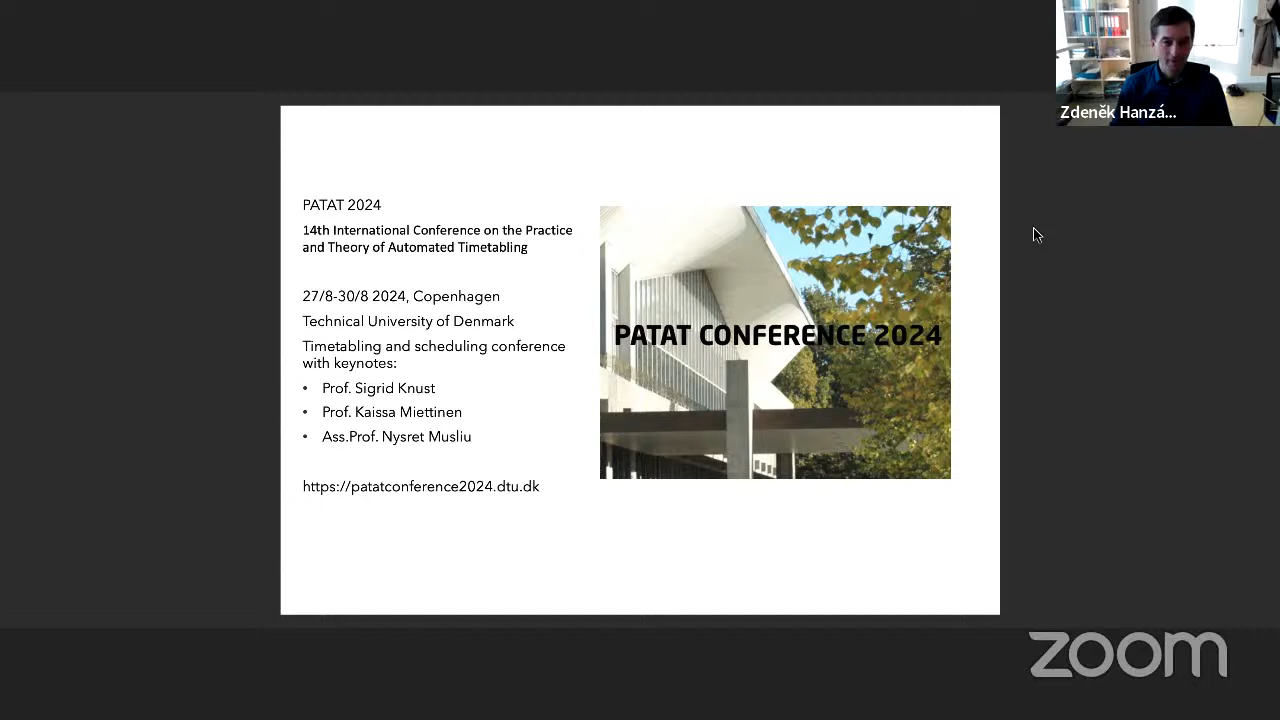 Zdeněk Hanzá...
PATAT 2024
14th International Conference on the Practice
and Theory of Automated Timetabling
27/8-30/8 2024, Copenhagen
Technical University of Denmark
Timetabling and scheduling conference
with keynotes:
• Prof. Sigrid Knust
• Prof. Kaissa Miettinen
• Ass.Prof. Nysret Musliu
https://patatconference2024.dtu.dk
PATAT CONFERENCE 2024
zoom